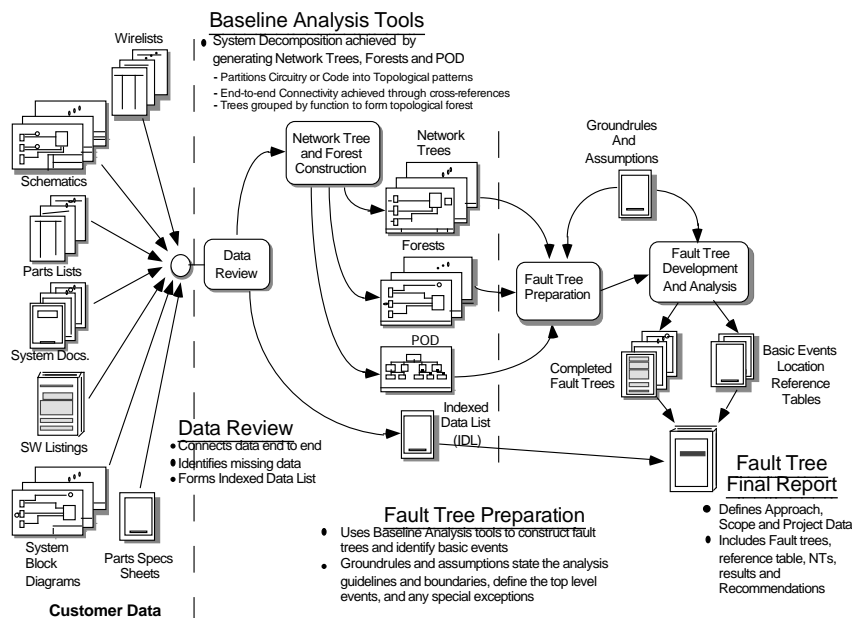 Baseline Analysis Tools
System Decomposition achieved by
generating Network Trees, Forests and POD
- Partitions Circuitry or Code into Topological patterns
- End-to-end Connectivity achieved through cross-references
- Trees grouped by function to form topological forest
Wirelists
Schematics
Parts Lists
System Docs.
SW Listings
System
Block
Diagrams
Parts Specs
Sheets
Customer Data
Data
Review
Network Tree
and Forest
Construction
Network
Trees
Forests
POD
Indexed
Data List
(IDL)
Data Review
Connects data end to end
Identifies missing data
Forms Indexed Data List
Groundrules
And
Assumptions
Fault Tree
Preparation
Fault Tree
Development
And Analysis
Completed
Fault Trees
Basic Events
Location
Reference
Tables
Fault Tree Preparation
Uses Baseline Analysis tools to construct fault
trees and identify basic events
Groundrules and assumptions state the analysis
guidelines and boundaries, define the top level
events, and any special exceptions
Fault Tree
Final Report
Defines Approach,
Scope and Project Data
Includes Fault trees,
reference table, NTs,
results and
Recommendations